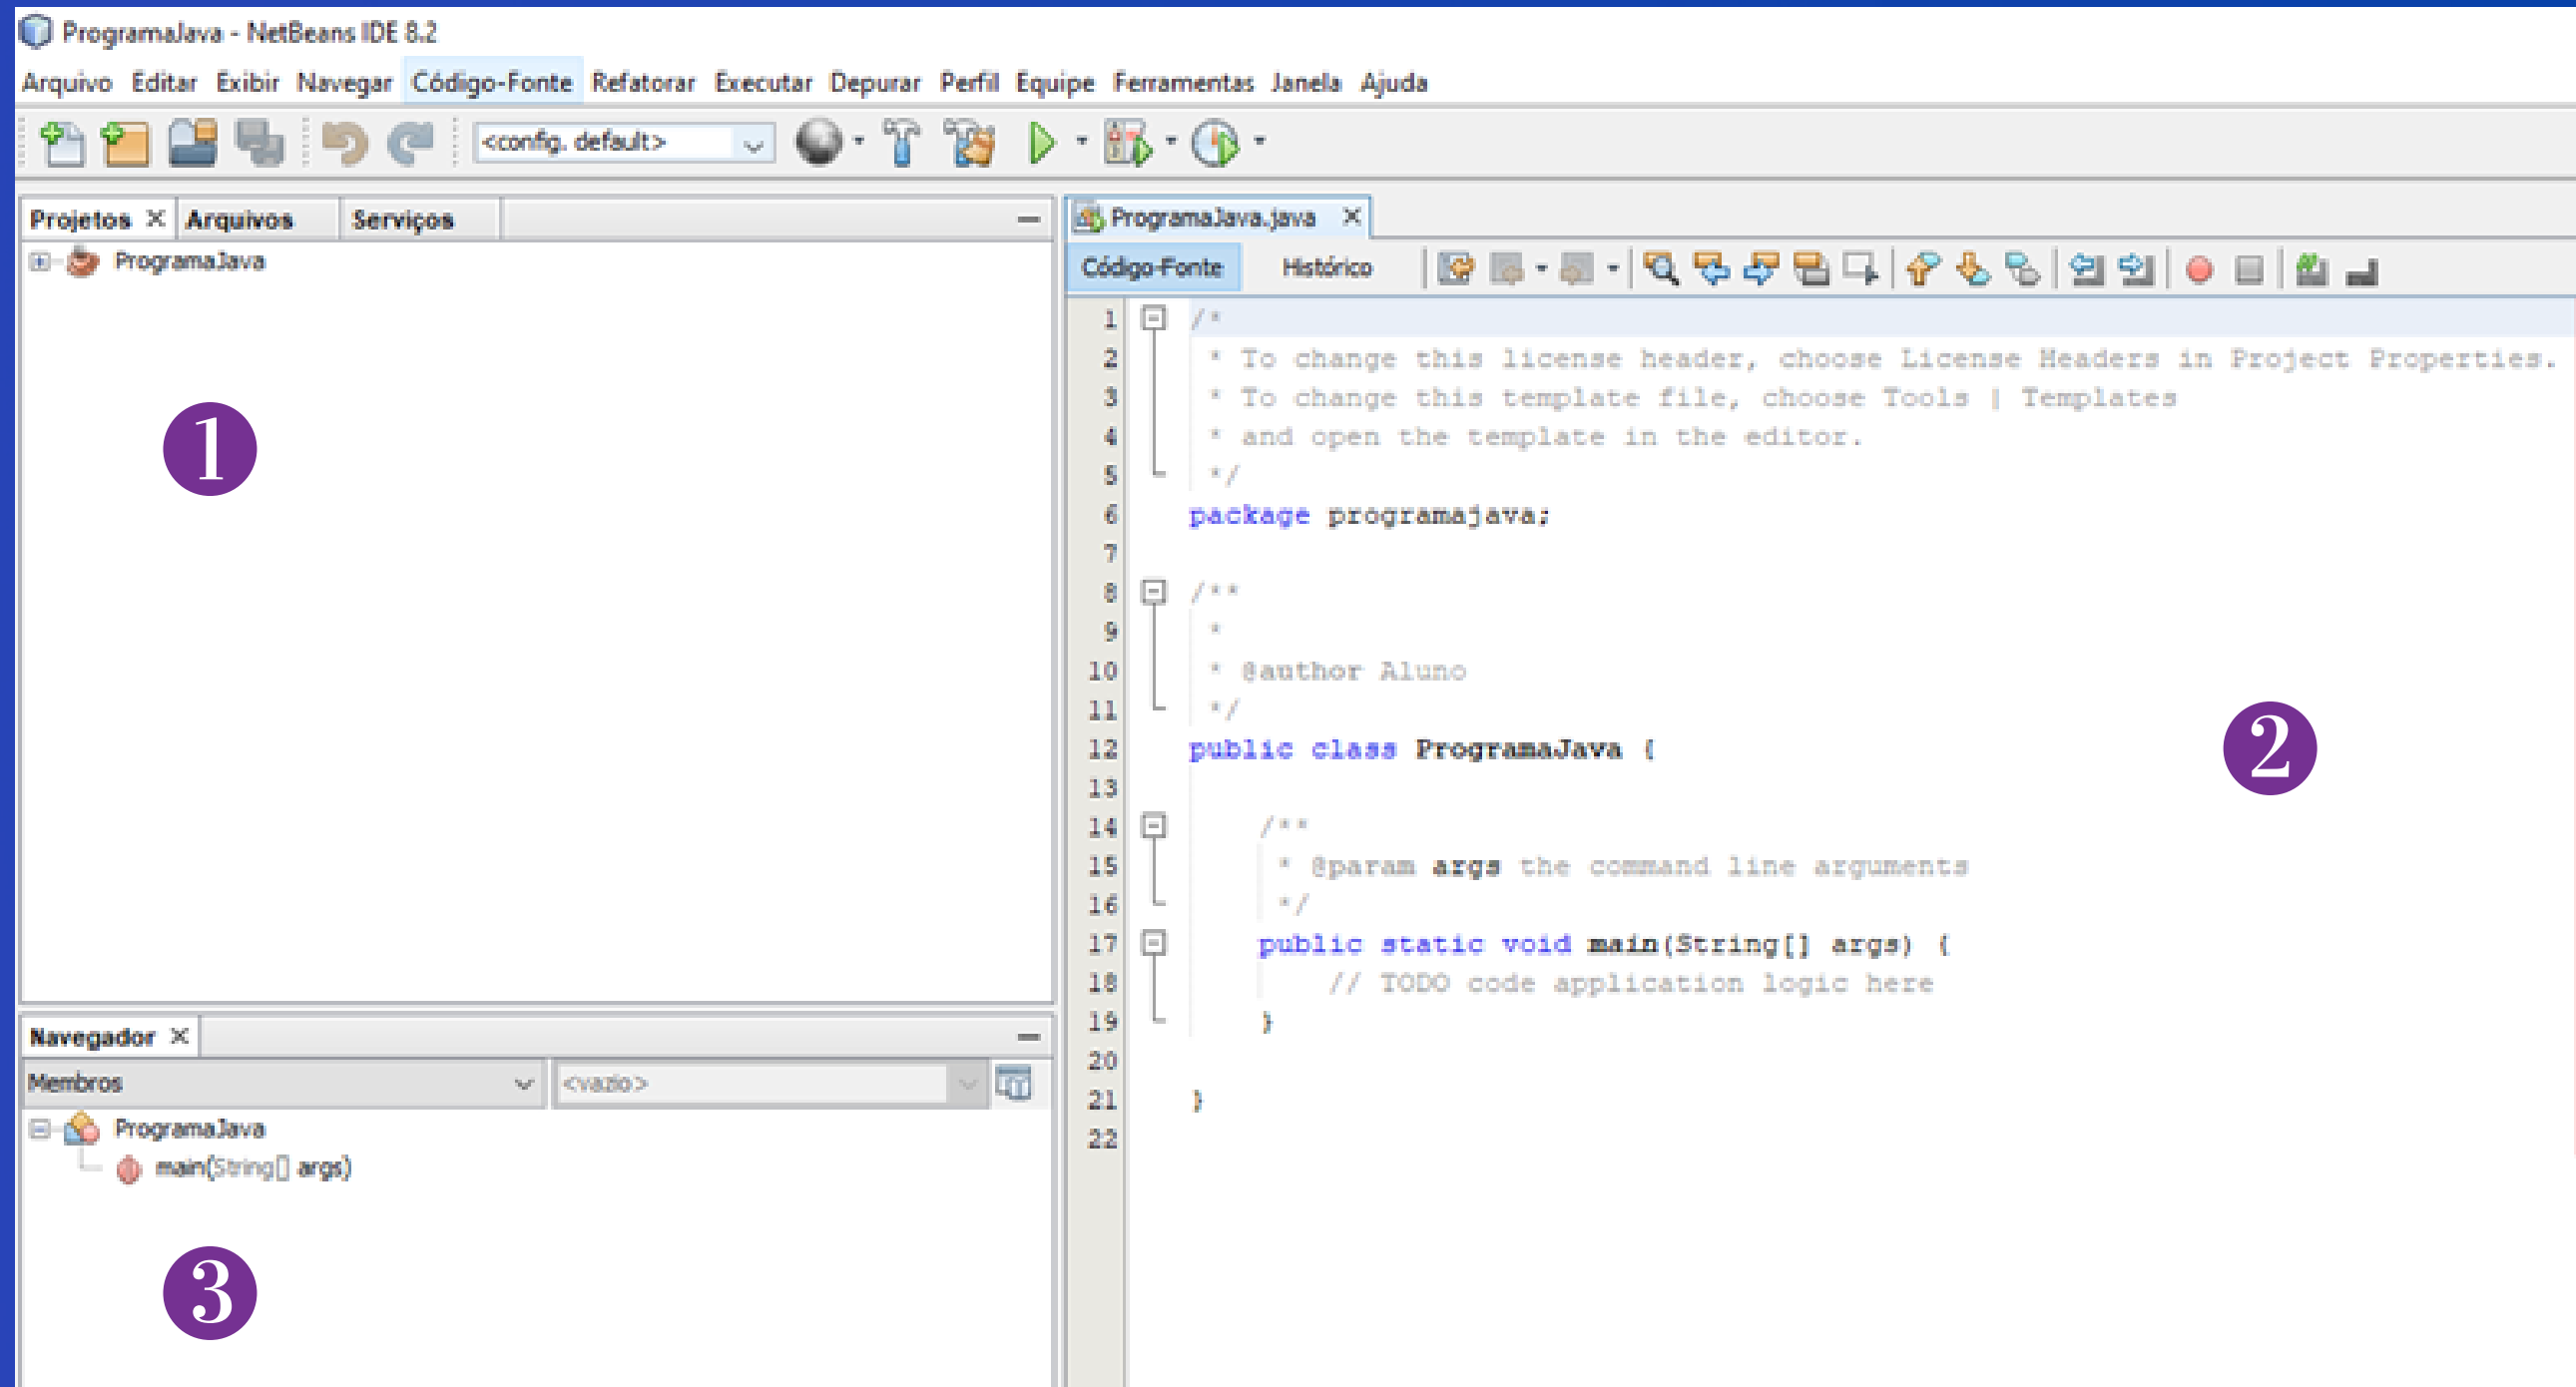 ProgramaJava - NetBeans IDE 8.2
Arquivo Editar Exibir Navegar Código-Fonte Refatorar Executar Depurar Perfil Equipe Ferramentas Janela Ajuda
<config. default>
Projetos Arquivos Serviços
ProgramaJava
1
ProgramaJava.java
Código-Fonte Histórico
1 /*
2 * To change this license header, choose License Headers in Project Properties.
3 * To change this template file, choose Tools | Templates
4 * and open the template in the editor.
5 */
6 package programajava;
7
8 /**
9 *
10 * @author Aluno
11 */
12 public class ProgramaJava {
13
14 /**
15 * @param args the command line arguments
16 */
17 public static void main(String[] args) {
18 // TODO code application logic here
19 }
20
21 }
22
2
Navegador
Membros <vazio>
ProgramaJava
main(String[] args)
3